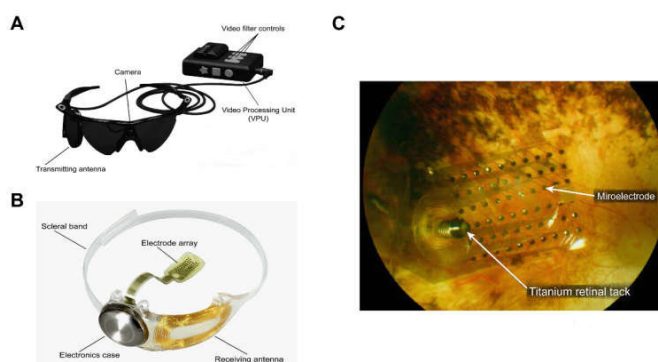 A
Video filter controls
Camera
Video Processing Unit
(VPU)
Transmitting antenna
B
Scleral band
Electrode array
Electronics case
Receiving antenna
C
Miroelectrode
Titanium retinal tack